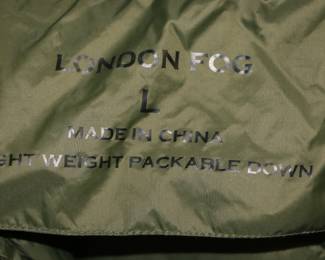 LONDON FOG
L
MADE IN CHINA
GHT WEIGHT PACKABLE DOWN